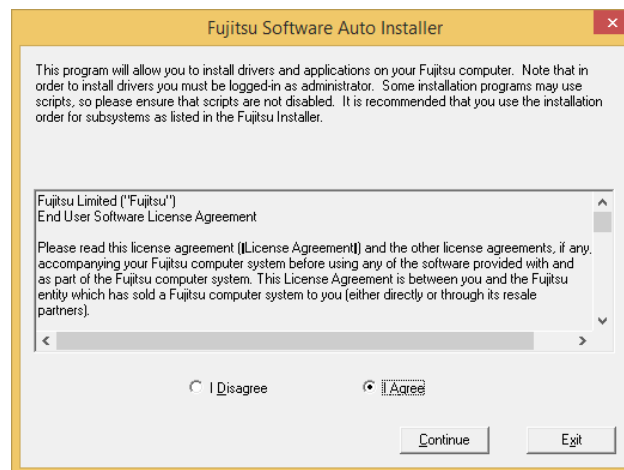 Fujitsu Software Auto Installer
This program will allow you to install drivers and applications on your Fujitsu computer.  Note that in
order to install drivers you must be logged-in as administrator.  Some installation programs may use
scripts, so please ensure that scripts are not disabled.  It is recommended that you use the installation
order for subsystems as listed in the Fujitsu Installer.
Fujitsu Limited ("Fujitsu")
End User Software License Agreement
Please read this license agreement (|License Agreement|) and the other license agreements, if any,
accompanying your Fujitsu computer system before using any of the software provided with and
as part of the Fujitsu computer system. This License Agreement is between you and the Fujitsu
entity which has sold a Fujitsu computer system to you (either directly or through its resale
partners).
I Disagree
I Agree
Continue
Exit